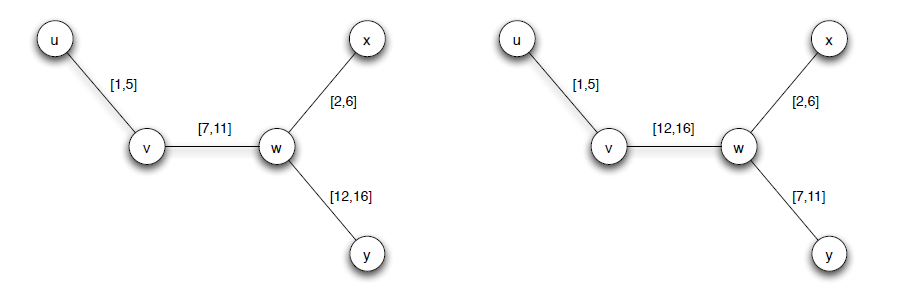 u x u x
[1,5] [2,6] [1,5] [2,6]
[7,11] [12,16]
v w v w
[12,16] [7,11]
y y